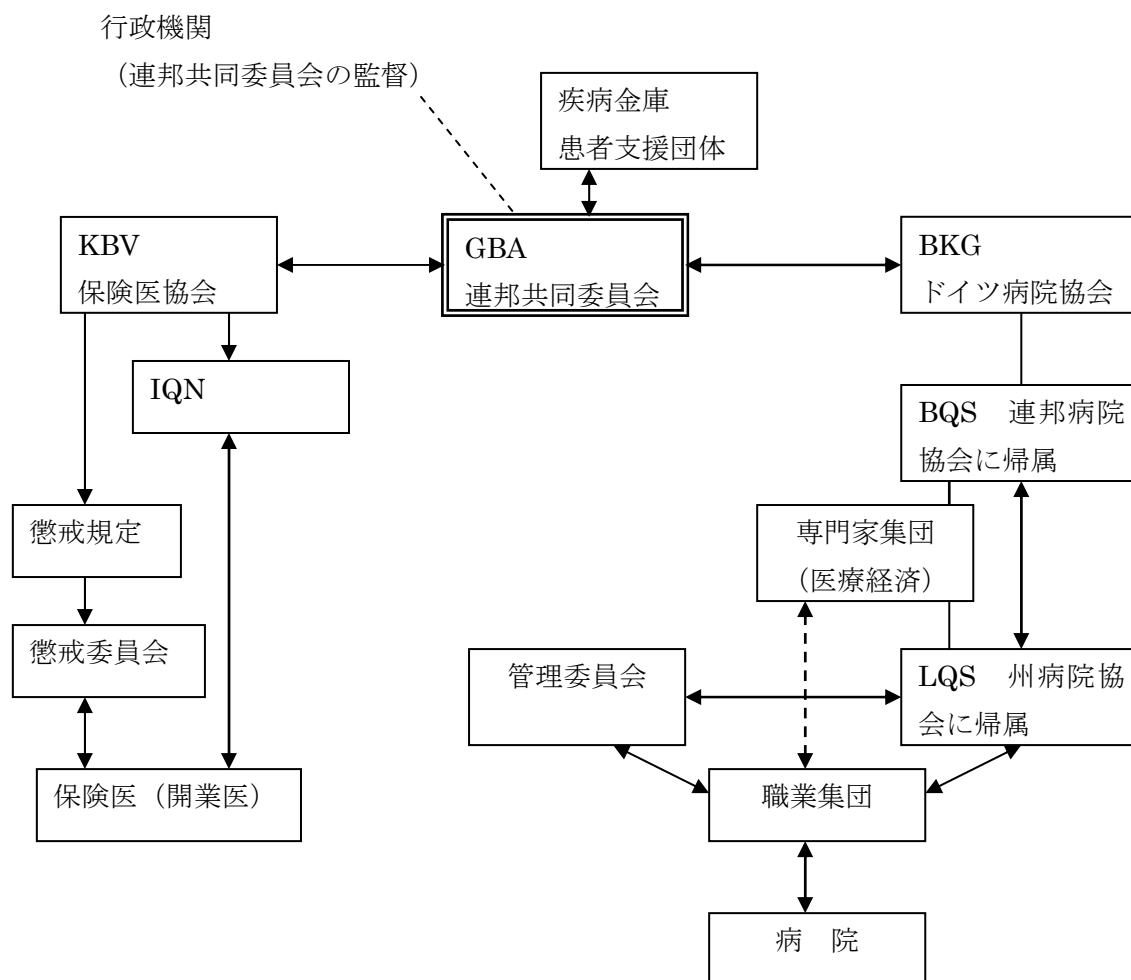 行政機関
（連邦共同委員会の監督）
疾病金庫
患者支援団体
KBV
保険医協会
GBA
連邦共同委員会
BKG
ドイツ病院協会
IQN
BQS　連邦病院
協会に帰属
懲戒規定
専門家集団
（医療経済）
懲戒委員会
管理委員会
LQS　州病院協
会に帰属
保険医（開業医）
職業集団
病　院